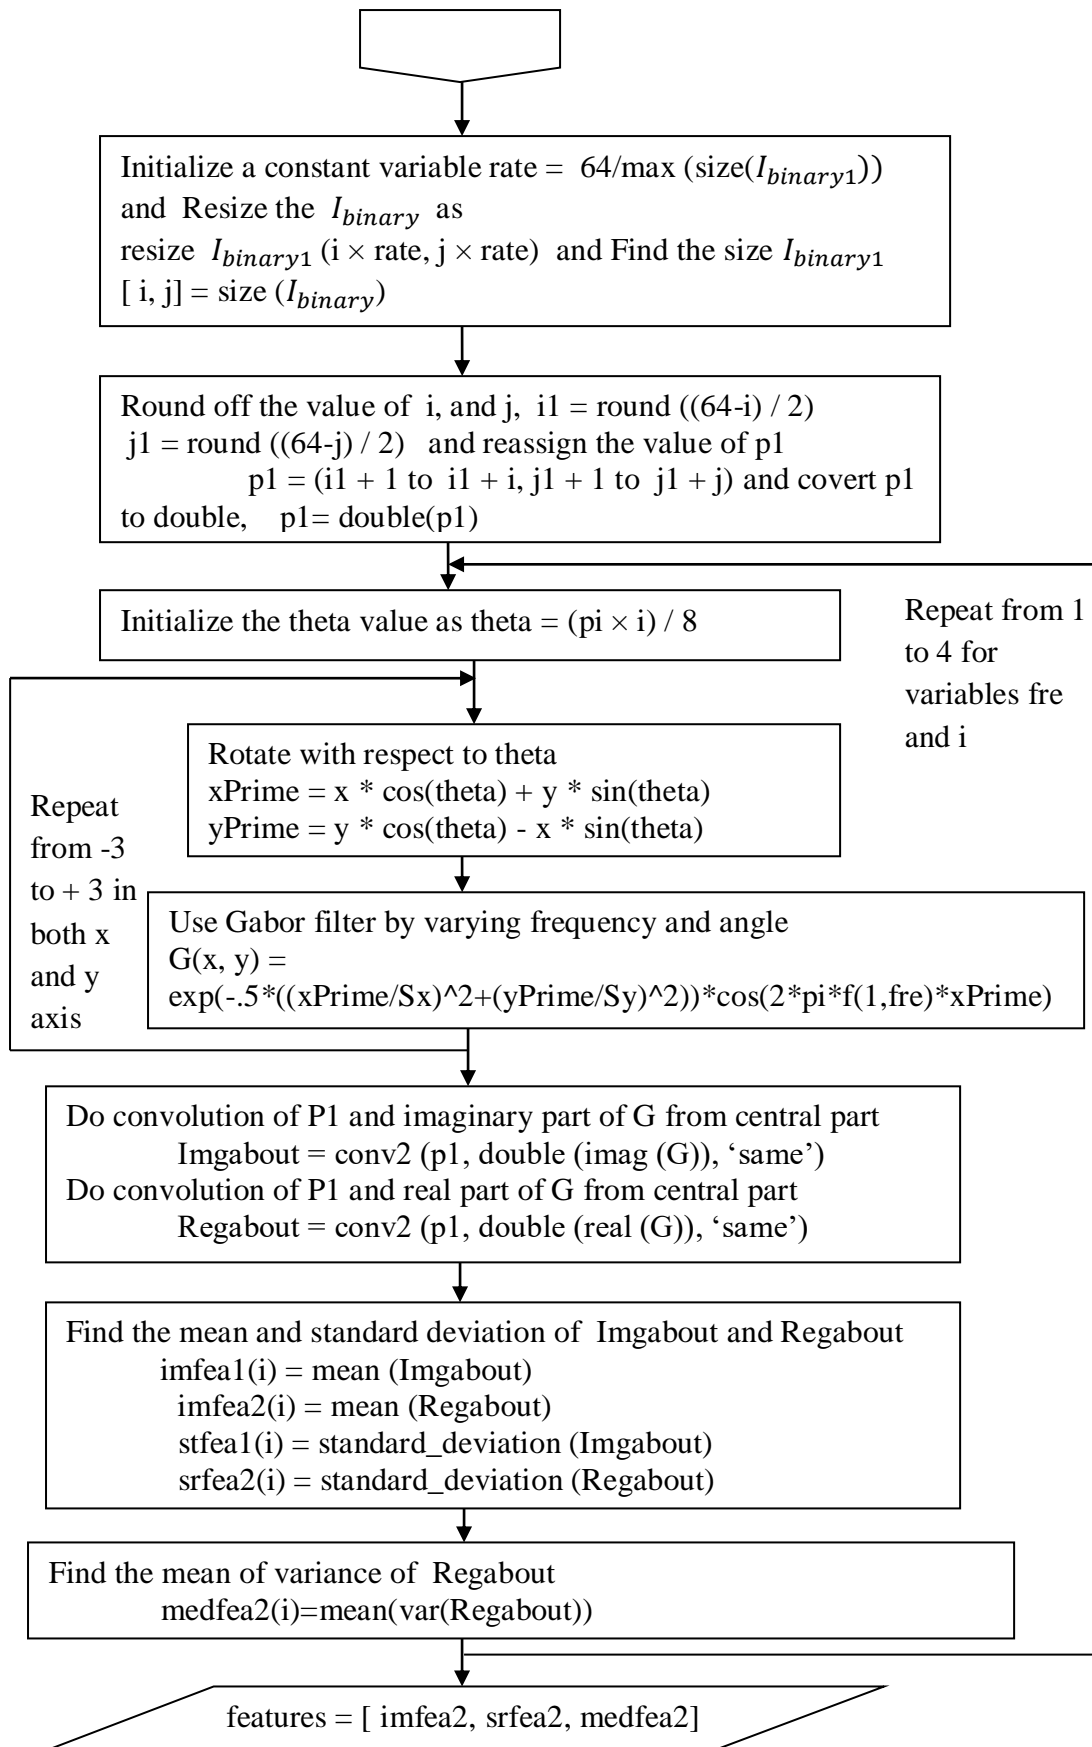 Initialize a constant variable rate = 64/max (size(I_binary1))
and Resize the I_binary as
resize I_binary1 (i × rate, j × rate) and Find the size I_binary1
[ i, j] = size (I_binary)
Round off the value of i, and j, i1 = round ((64-i) / 2)
j1 = round ((64-j) / 2) and reassign the value of p1
p1 = (i1 + 1 to i1 + i, j1 + 1 to j1 + j) and covert p1
to double, p1= double(p1)
Initialize the theta value as theta = (pi × i) / 8
Repeat from 1
to 4 for
variables fre
and i
Rotate with respect to theta
xPrime = x * cos(theta) + y * sin(theta)
yPrime = y * cos(theta) - x * sin(theta)
Repeat
from -3
to + 3 in
both x
and y
axis
Use Gabor filter by varying frequency and angle
G(x, y) =
exp(-.5*((xPrime/Sx)^2+(yPrime/Sy)^2))*cos(2*pi*f(1,fre)*xPrime)
Do convolution of P1 and imaginary part of G from central part
Imgabout = conv2 (p1, double (imag (G)), ‘same’)
Do convolution of P1 and real part of G from central part
Regabout = conv2 (p1, double (real (G)), ‘same’)
Find the mean and standard deviation of Imgabout and Regabout
imfea1(i) = mean (Imgabout)
imfea2(i) = mean (Regabout)
stfea1(i) = standard_deviation (Imgabout)
srfea2(i) = standard_deviation (Regabout)
Find the mean of variance of Regabout
medfea2(i)=mean(var(Regabout))
features = [ imfea2, srfea2, medfea2]